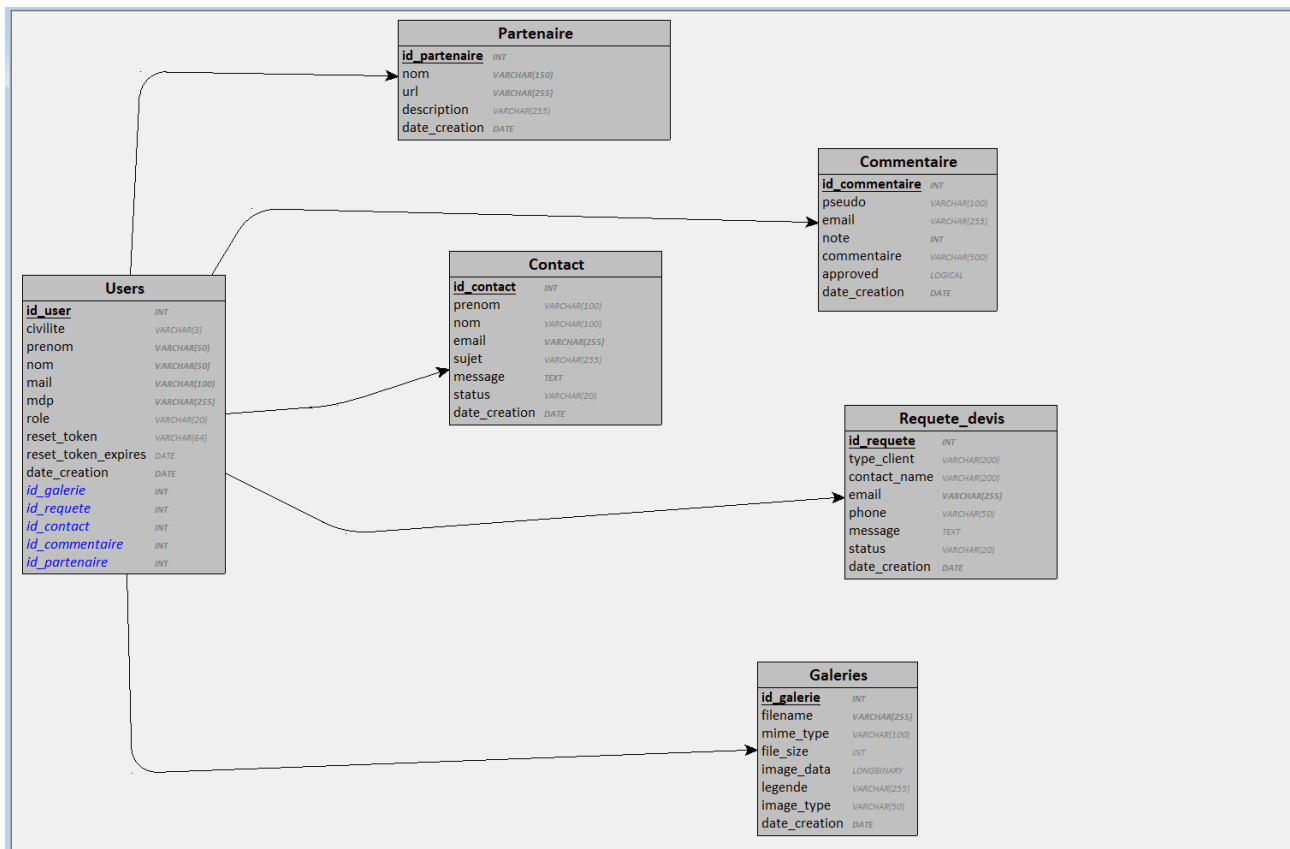 Partenaire
id_partenaire INT
nom VARCHAR(150)
url VARCHAR(255)
description VARCHAR(255)
date_creation DATE
Commentaire
id_commentaire INT
pseudo VARCHAR(100)
email VARCHAR(255)
note INT
commentaire VARCHAR(500)
approved LOGICAL
date_creation DATE
Contact
id_contact INT
prenom VARCHAR(100)
nom VARCHAR(100)
email VARCHAR(255)
sujet VARCHAR(255)
message TEXT
status VARCHAR(20)
date_creation DATE
Users
id_user INT
civilite VARCHAR(3)
prenom VARCHAR(50)
nom VARCHAR(50)
mail VARCHAR(100)
mdp VARCHAR(255)
role VARCHAR(20)
reset_token VARCHAR(64)
reset_token_expires DATE
date_creation DATE
id_galerie INT
id_requete INT
id_contact INT
id_commentaire INT
id_partenaire INT
Requete_devis
id_requete INT
type_client VARCHAR(200)
contact_name VARCHAR(200)
email VARCHAR(255)
phone VARCHAR(50)
message TEXT
status VARCHAR(20)
date_creation DATE
Galeries
id_galerie INT
filename VARCHAR(255)
mime_type VARCHAR(100)
file_size INT
image_data LONGBINARY
legende VARCHAR(255)
image_type VARCHAR(50)
date_creation DATE